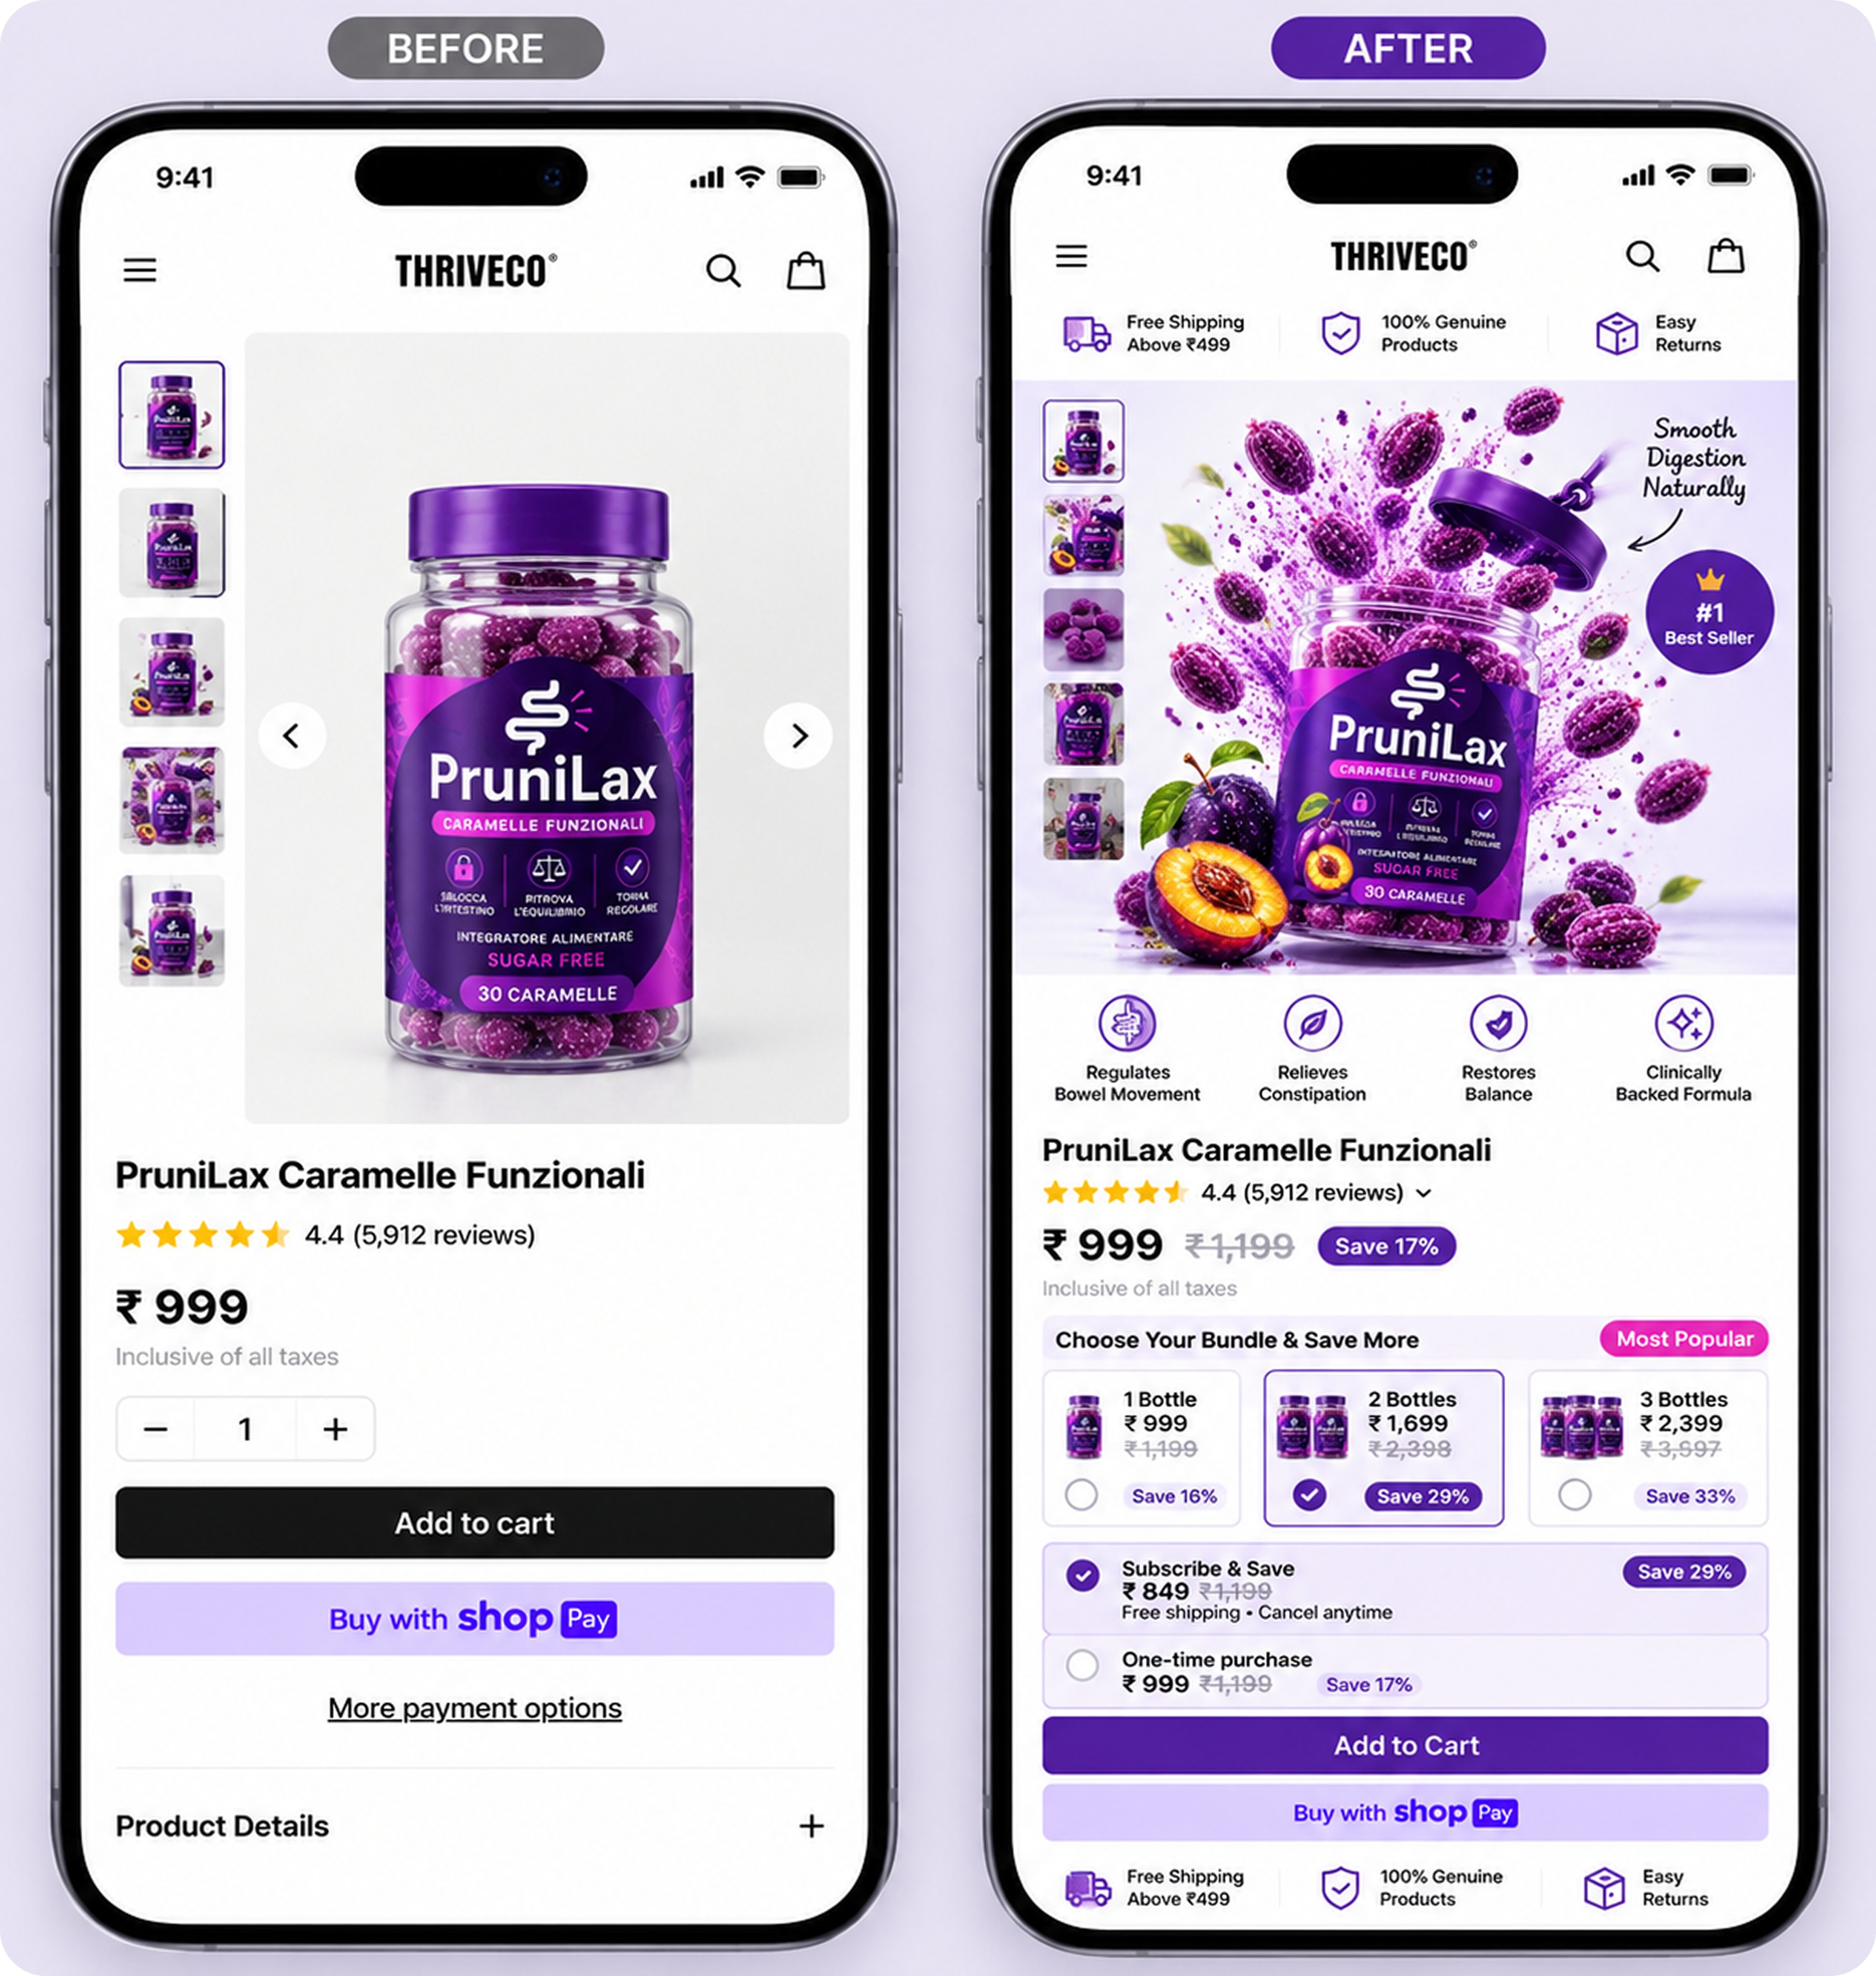 BEFORE
9:41
THRIVECO®
PruniLax
CARAMELLE FUNZIONALI
SBLOCCA
L'INTESTINO
RITROVA
L'EQUILIBRIO
TORNA
REGOLARE
INTEGRATORE ALIMENTARE
SUGAR FREE
30 CARAMELLE
PruniLax Caramelle Funzionali
4.4 (5,912 reviews)
₹ 999
Inclusive of all taxes
1
Add to cart
Buy with shop Pay
More payment options
Product Details
AFTER
9:41
THRIVECO®
Free Shipping
Above ₹499
100% Genuine
Products
Easy
Returns
Smooth
Digestion
Naturally
#1
Best Seller
PruniLax
CARAMELLE FUNZIONALI
INTEGRATORE ALIMENTARE
SUGAR FREE
30 CARAMELLE
Regulates
Bowel Movement
Relieves
Constipation
Restores
Balance
Clinically
Backed Formula
PruniLax Caramelle Funzionali
4.4 (5,912 reviews)
₹ 999 ₹1,199 Save 17%
Inclusive of all taxes
Choose Your Bundle & Save More
Most Popular
1 Bottle
₹ 999
₹1,199
Save 16%
2 Bottles
₹ 1,699
₹2,398
Save 29%
3 Bottles
₹ 2,399
₹3,597
Save 33%
Subscribe & Save
₹ 849 ₹1,199
Free shipping • Cancel anytime
Save 29%
One-time purchase
₹ 999 ₹1,199 Save 17%
Add to Cart
Buy with shop Pay
Free Shipping
Above ₹499
100% Genuine
Products
Easy
Returns